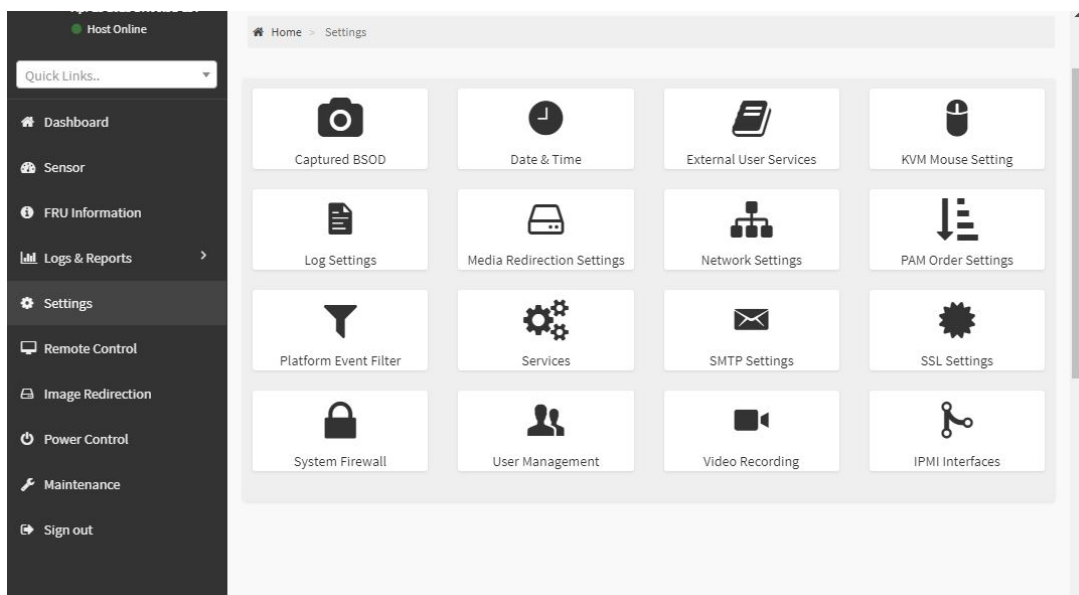 Host Online
Quick Links..
Dashboard
Sensor
FRU Information
Logs & Reports
Settings
Remote Control
Image Redirection
Power Control
Maintenance
Sign out
Home > Settings
Captured BSOD
Date & Time
External User Services
KVM Mouse Setting
Log Settings
Media Redirection Settings
Network Settings
PAM Order Settings
Platform Event Filter
Services
SMTP Settings
SSL Settings
System Firewall
User Management
Video Recording
IPMI Interfaces